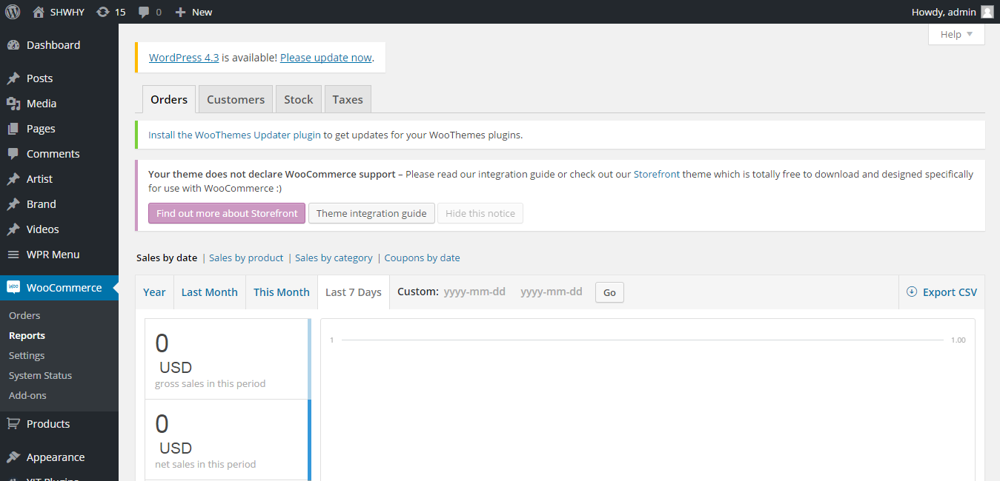 SHWHY 15 0 New Howdy, admin
Help
Dashboard
Posts
Media
Pages
Comments
Artist
Brand
Videos
WPR Menu
woo WooCommerce
Orders
Reports
Settings
System Status
Add-ons
Products
Appearance
YIT Plugins
WordPress 4.3 is available! Please update now.
Orders Customers Stock Taxes
Install the WooThemes Updater plugin to get updates for your WooThemes plugins.
Your theme does not declare WooCommerce support – Please read our integration guide or check out our Storefront theme which is totally free to download and designed specifically
for use with WooCommerce :)
Find out more about Storefront Theme integration guide Hide this notice
Sales by date | Sales by product | Sales by category | Coupons by date
Year Last Month This Month Last 7 Days Custom: yyyy-mm-dd yyyy-mm-dd Go Export CSV
0
USD
gross sales in this period
0
USD
net sales in this period
1 1.00